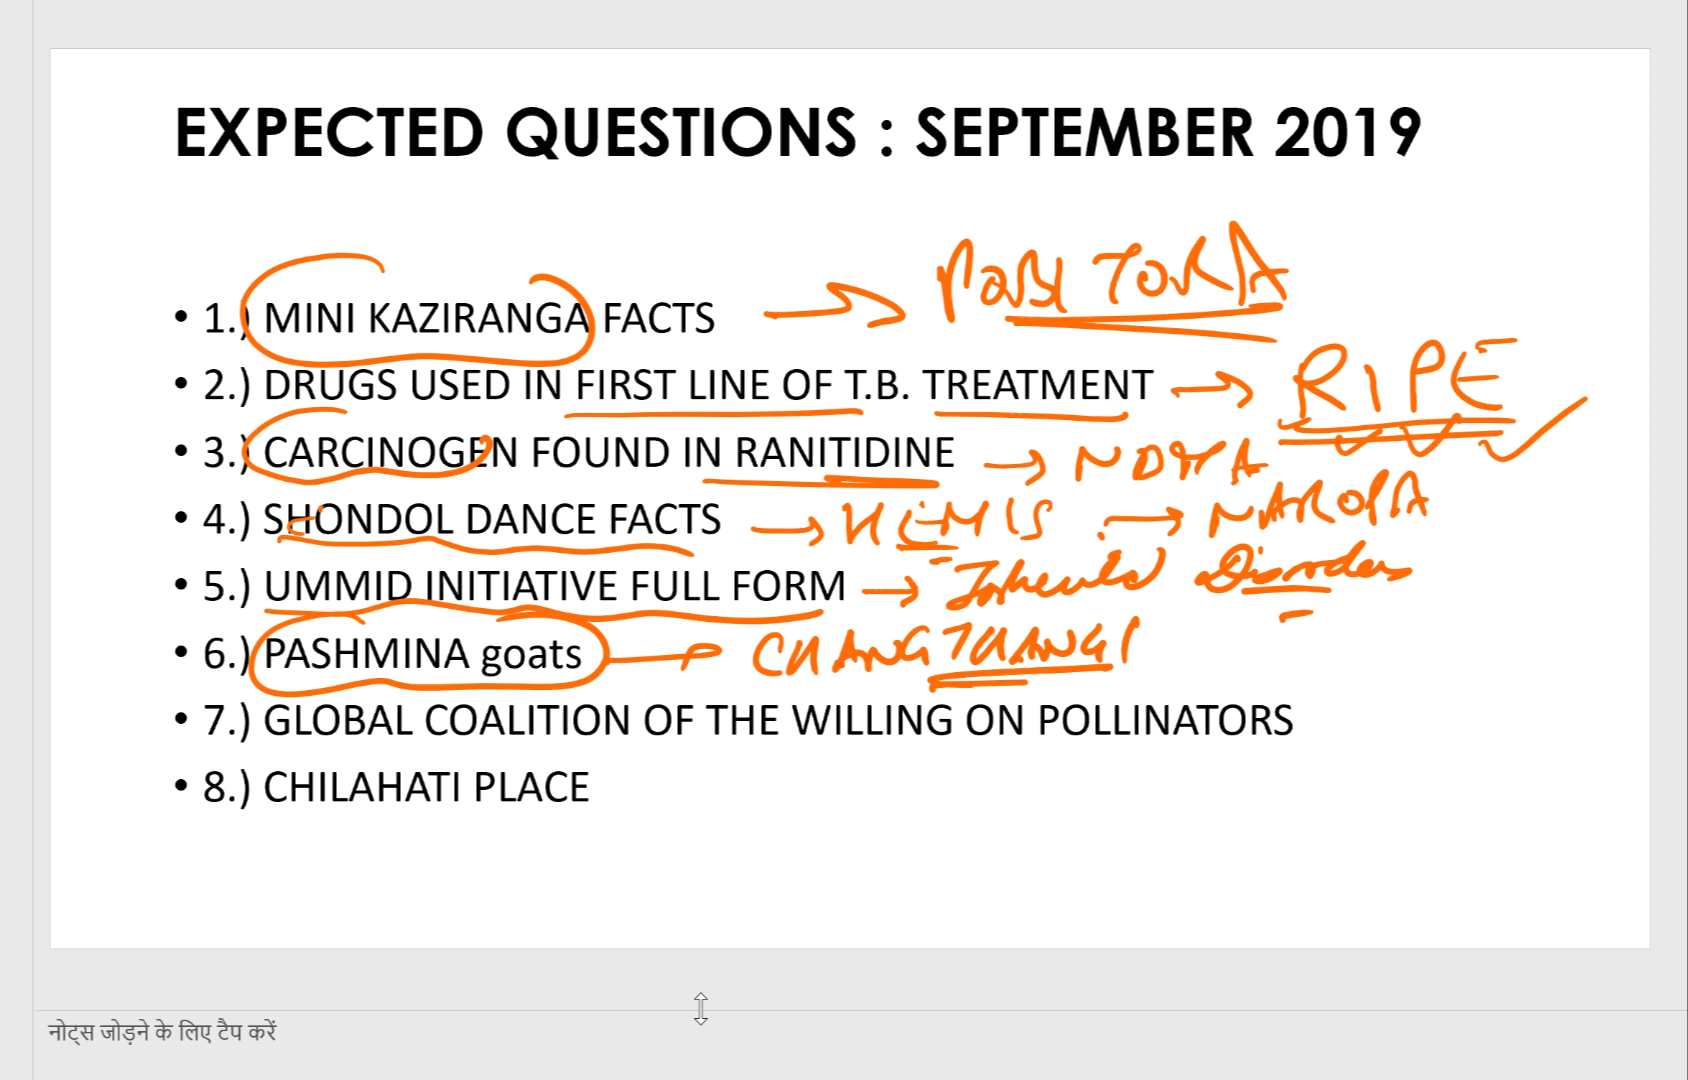 EXPECTED QUESTIONS : SEPTEMBER 2019
• 1.) MINI KAZIRANGA FACTS → TORA
• 2.) DRUGS USED IN FIRST LINE OF T.B. TREATMENT → RIPE
• 3.) CARCINOGEN FOUND IN RANITIDINE → NDMA
• 4.) SHONDOL DANCE FACTS → HEMIS → NAROPA
• 5.) UMMID INITIATIVE FULL FORM → Inherited Disorders
• 6.) PASHMINA goats → CHANGTHANGI
• 7.) GLOBAL COALITION OF THE WILLING ON POLLINATORS
• 8.) CHILAHATI PLACE
नोट्स जोड़ने के लिए टैप करें